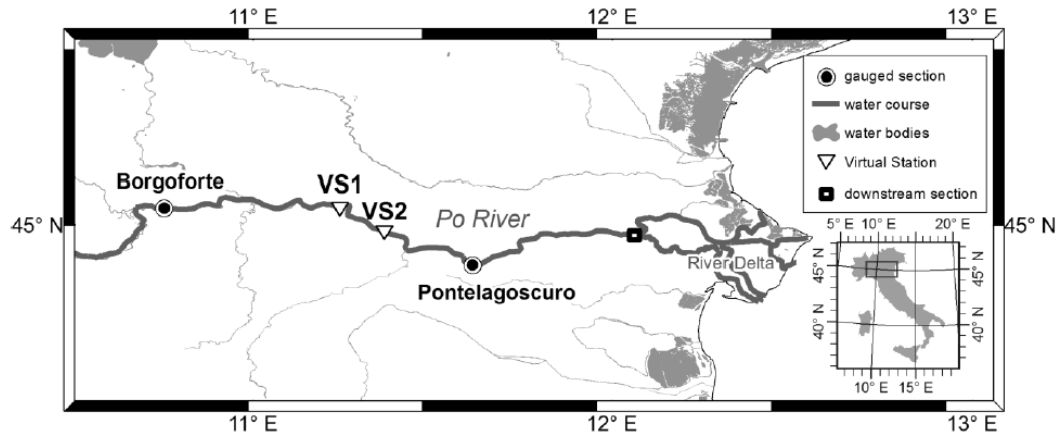 11° E 12° E 13° E
gauged section
water course
water bodies
Virtual Station
downstream section
Borgoforte
VS1
VS2
Po River
45° N
45° N
River Delta
Pontelagoscuro
5° E 10° E 20° E
45° N
45° N
40° N
40° N
10° E 15° E
11° E 12° E 13° E